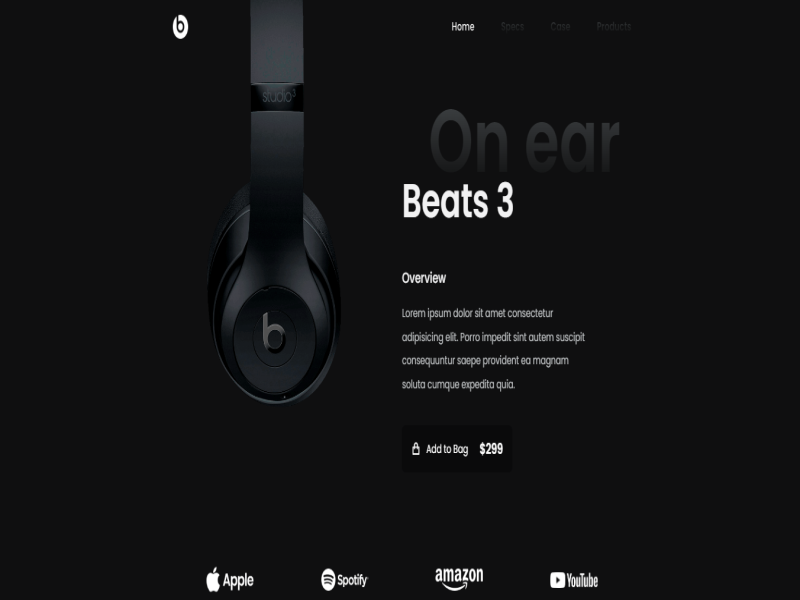 Home
Specs
Case
Products
studio3
On ear
Beats 3
Overview
Lorem ipsum dolor sit amet consectetur
adipisicing elit. Porro impedit sint autem suscipit
consequuntur saepe provident ea magnam
soluta cumque expedita quia.
Add to Bag $299
Apple
Spotify
amazon
YouTube